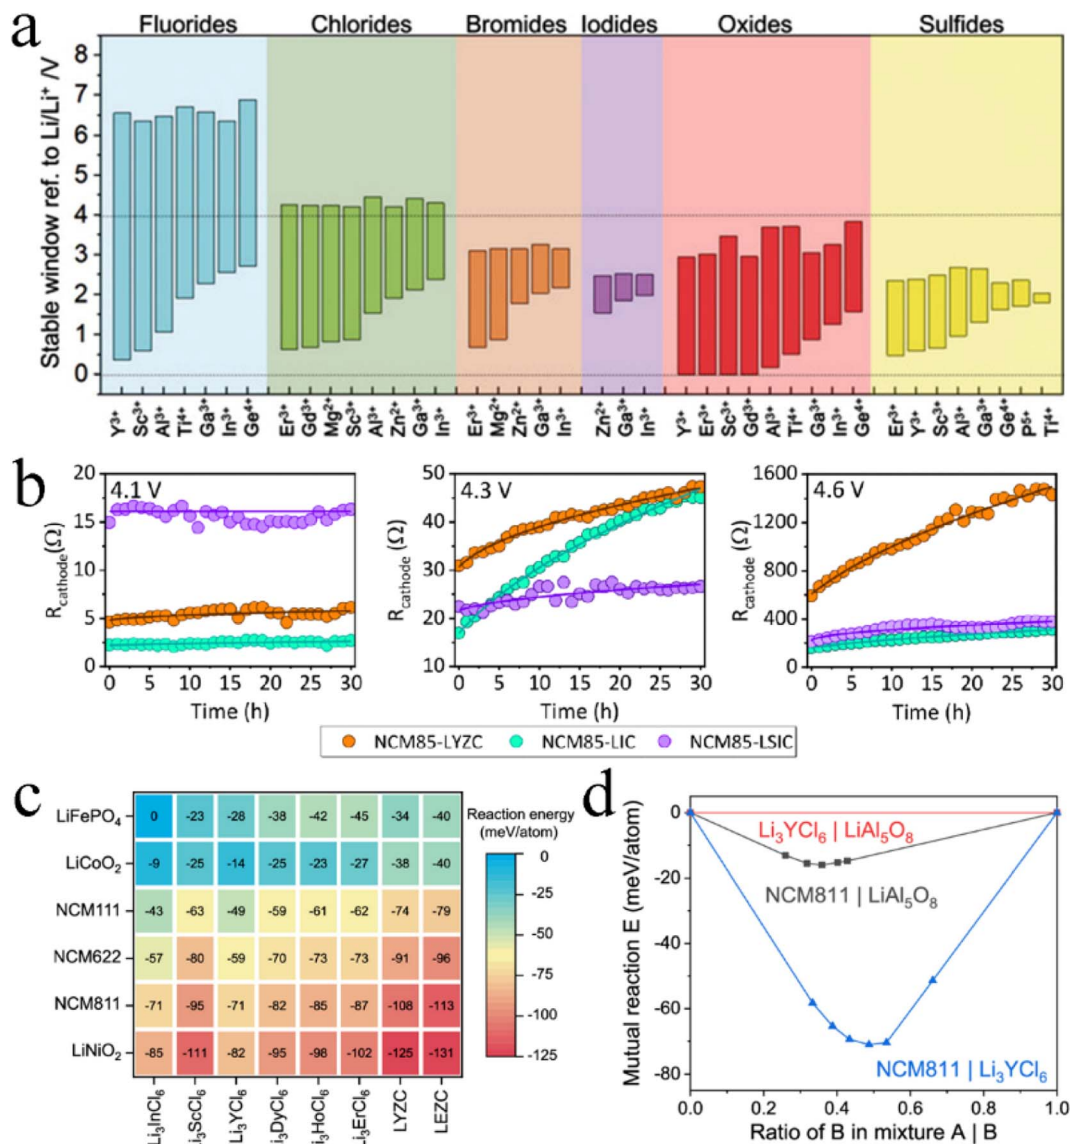 a
Fluorides Chlorides Bromides Iodides Oxides Sulfides
Stable window ref. to Li/Li⁺ /V
8
7
6
5
4
3
2
1
0
Y³⁺ Sc³⁺ Al³⁺ Ti⁴⁺ Ga³⁺ In³⁺ Ge⁴⁺ Er³⁺ Gd³⁺ Mg²⁺ Sc³⁺ Al³⁺ Zn²⁺ Ga³⁺ In³⁺ Er³⁺ Mg²⁺ Zn²⁺ Ga³⁺ In³⁺ Zn²⁺ Ga³⁺ In³⁺ Y³⁺ Er³⁺ Sc³⁺ Gd³⁺ Al³⁺ Ti⁴⁺ Ga³⁺ In³⁺ Ge⁴⁺ Er³⁺ Y³⁺ Sc³⁺ Al³⁺ Ga³⁺ Ge⁴⁺ P⁵⁺ Ti⁴⁺
b
4.1 V
R_cathode (Ω)
20
15
10
5
0
0 5 10 15 20 25 30
Time (h)
4.3 V
R_cathode (Ω)
50
40
30
20
10
0 5 10 15 20 25 30
Time (h)
4.6 V
R_cathode (Ω)
1600
1200
800
400
0
0 5 10 15 20 25 30
Time (h)
NCM85-LYZC NCM85-LIC NCM85-LSIC
c
LiFePO₄ 0 -23 -28 -38 -42 -45 -34 -40
LiCoO₂ -9 -25 -14 -25 -23 -27 -38 -40
NCM111 -43 -63 -49 -59 -61 -62 -74 -79
NCM622 -57 -80 -59 -70 -73 -73 -91 -96
NCM811 -71 -95 -71 -82 -85 -87 -108 -113
LiNiO₂ -85 -111 -82 -95 -98 -102 -125 -131
Li₃InCl₆ Li₃ScCl₆ Li₃YCl₆ Li₃DyCl₆ Li₃HoCl₆ Li₃ErCl₆ LYZC LEZC
Reaction energy
(meV/atom)
0
-25
-50
-75
-100
-125
d
Mutual reaction E (meV/atom)
0
-20
-40
-60
-80
Li₃YCl₆ | LiAl₅O₈
NCM811 | LiAl₅O₈
NCM811 | Li₃YCl₆
0.0 0.2 0.4 0.6 0.8 1.0
Ratio of B in mixture A | B